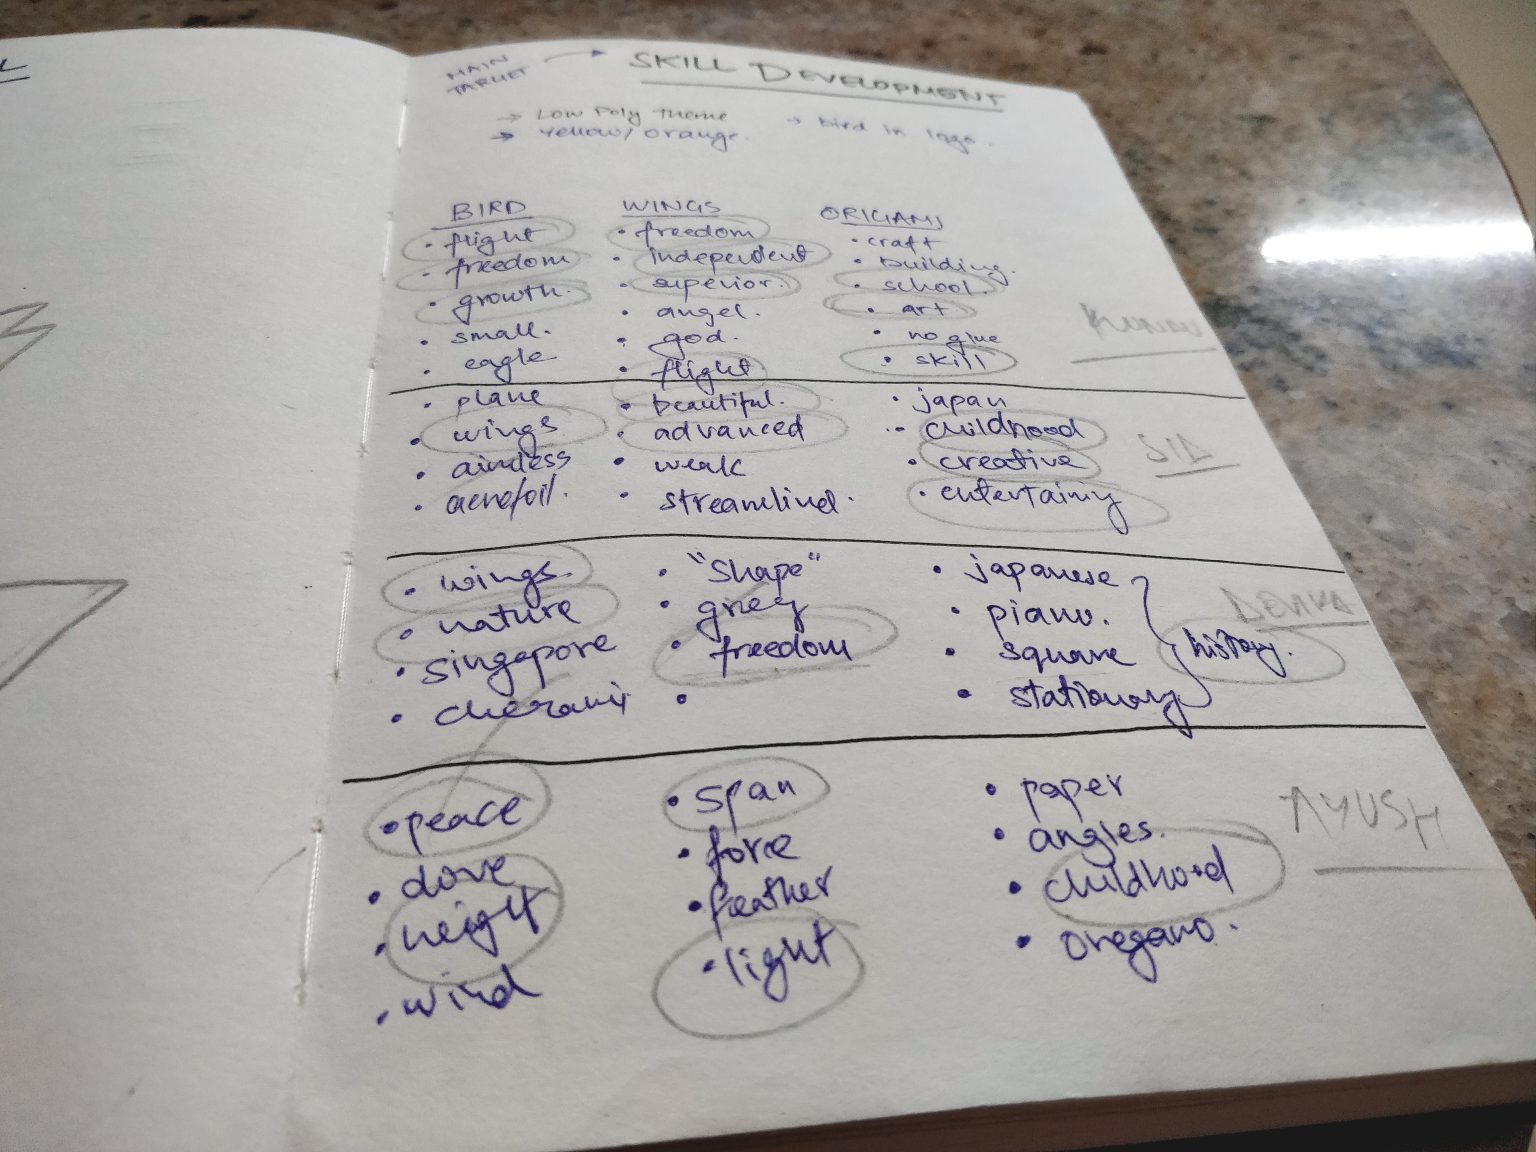 L
MAIN TARGET → SKILL DEVELOPMENT
→ Low Poly theme → bird in logo.
→ Yellow/orange.
BIRD WINGS ORIGAMI
• flight • freedom • craft
• freedom • independent • building.
• growth. • superior. • school.
• small. • angel. • art
• eagle • god. • no glue
• flight • skill
• plane • beautiful. • japan
• wings • advanced • childhood
• aimless • weak • creative
• aerofoil. • streamlined. • entertaining
SID
• wings • "shape" • japanese
• nature • grey • piano.
• singapore • freedom • square history.
• • stationary
• peace • span • paper
• dove • force • angles.
• height • feather • childhood
• wind • light • oregano.
AYUSH